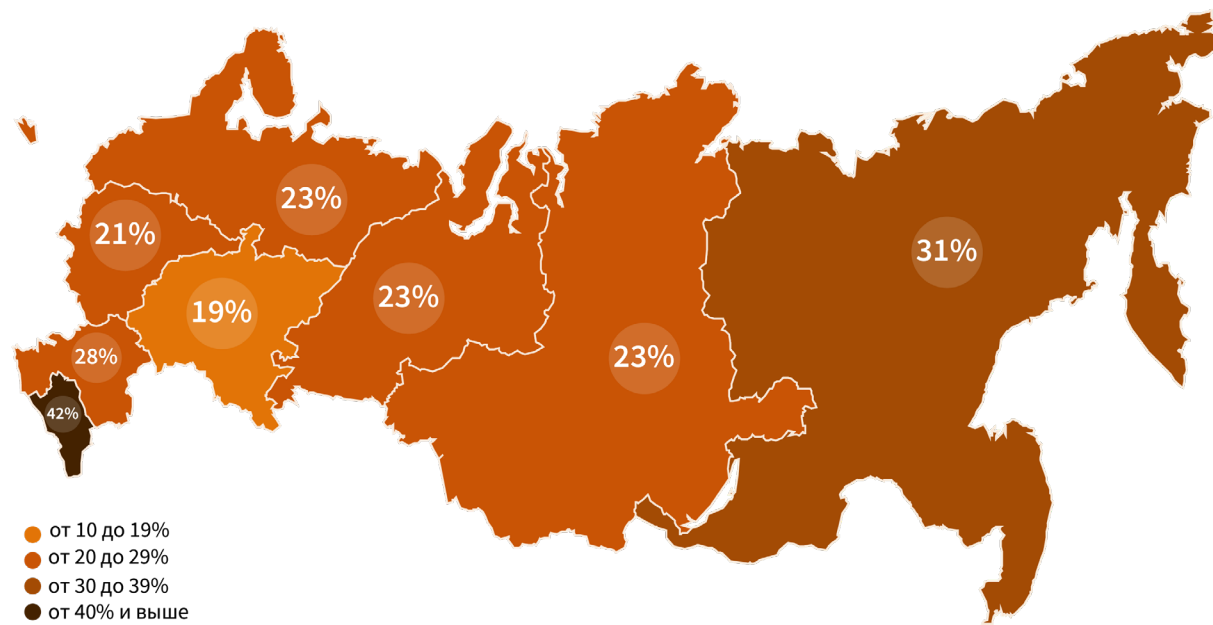 23%
21%
31%
23%
19%
23%
28%
42%
от 10 до 19%
от 20 до 29%
от 30 до 39%
от 40% и выше